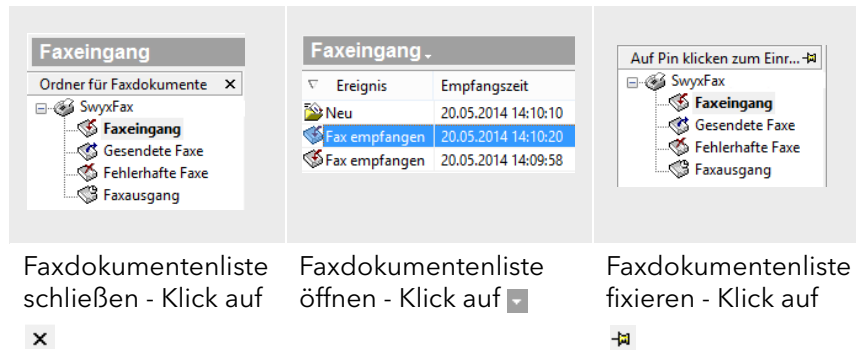 Faxeingang
Ordner für Faxdokumente
SwyxFax
Faxeingang
Gesendete Faxe
Fehlerhafte Faxe
Faxausgang
Faxdokumentenliste
schließen - Klick auf
Faxeingang
Ereignis Empfangszeit
Neu 20.05.2014 14:10:10
Fax empfangen 20.05.2014 14:10:20
Fax empfangen 20.05.2014 14:09:58
Faxdokumentenliste
öffnen - Klick auf
Auf Pin klicken zum Einr...
SwyxFax
Faxeingang
Gesendete Faxe
Fehlerhafte Faxe
Faxausgang
Faxdokumentenliste
fixieren - Klick auf